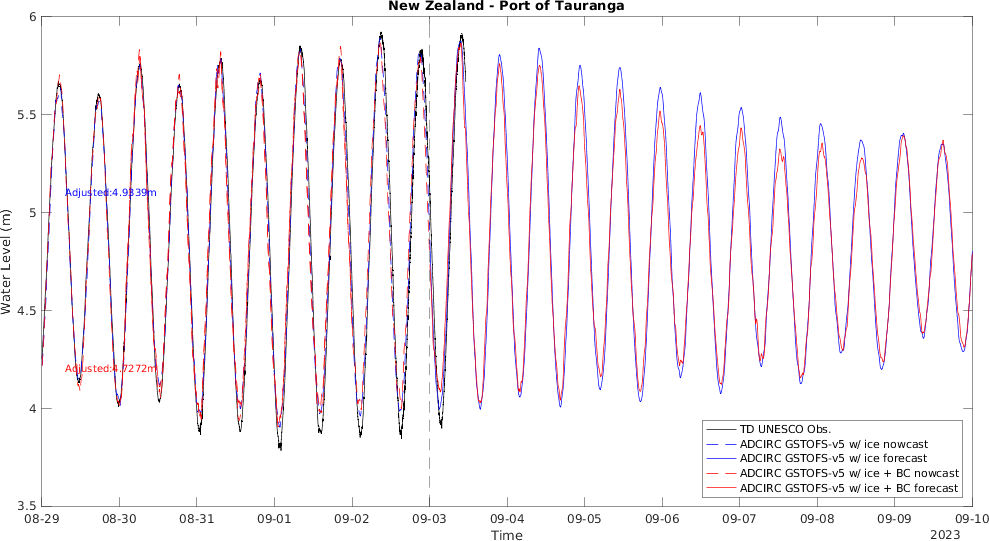 New Zealand - Port of Tauranga
6
5.5
5
4.5
4
3.5
Water Level (m)
Adjusted:4.9339m
Adjusted:4.7272m
TD UNESCO Obs.
ADCIRC GSTOFS-v5 w/ ice nowcast
ADCIRC GSTOFS-v5 w/ ice forecast
ADCIRC GSTOFS-v5 w/ ice + BC nowcast
ADCIRC GSTOFS-v5 w/ ice + BC forecast
08-29 08-30 08-31 09-01 09-02 09-03 09-04 09-05 09-06 09-07 09-08 09-09 09-10
Time
2023